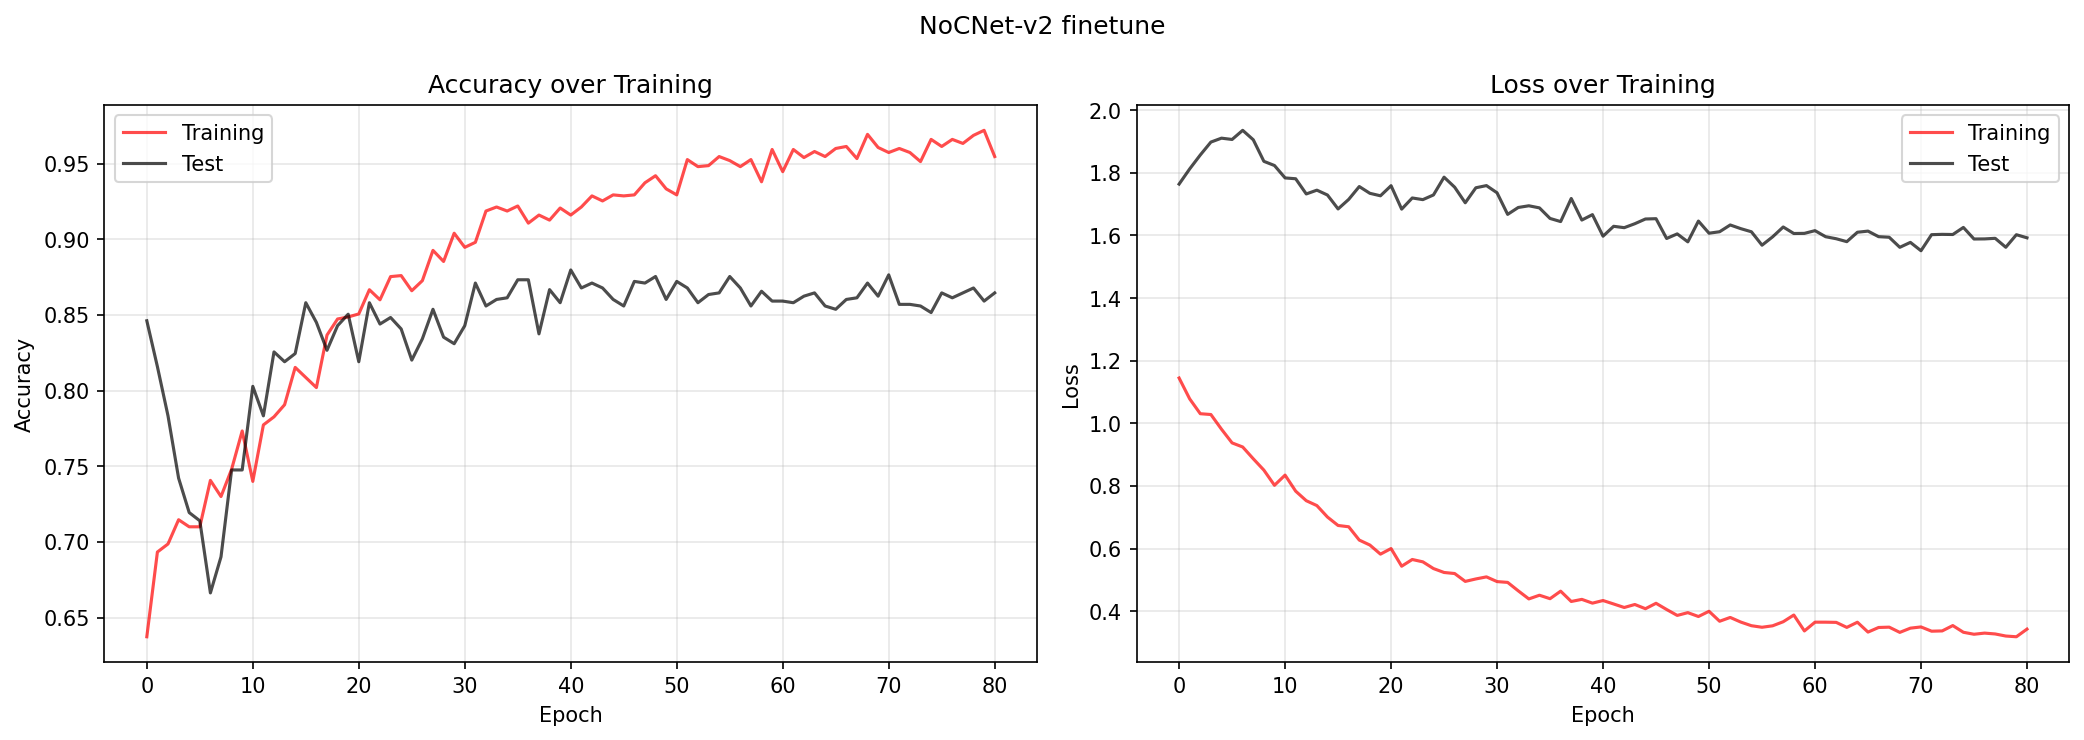 NoCNet-v2 finetune
Accuracy over Training
Training
Test
Accuracy
0.95
0.90
0.85
0.80
0.75
0.70
0.65
0 10 20 30 40 50 60 70 80
Epoch
Loss over Training
Training
Test
Loss
2.0
1.8
1.6
1.4
1.2
1.0
0.8
0.6
0.4
0 10 20 30 40 50 60 70 80
Epoch